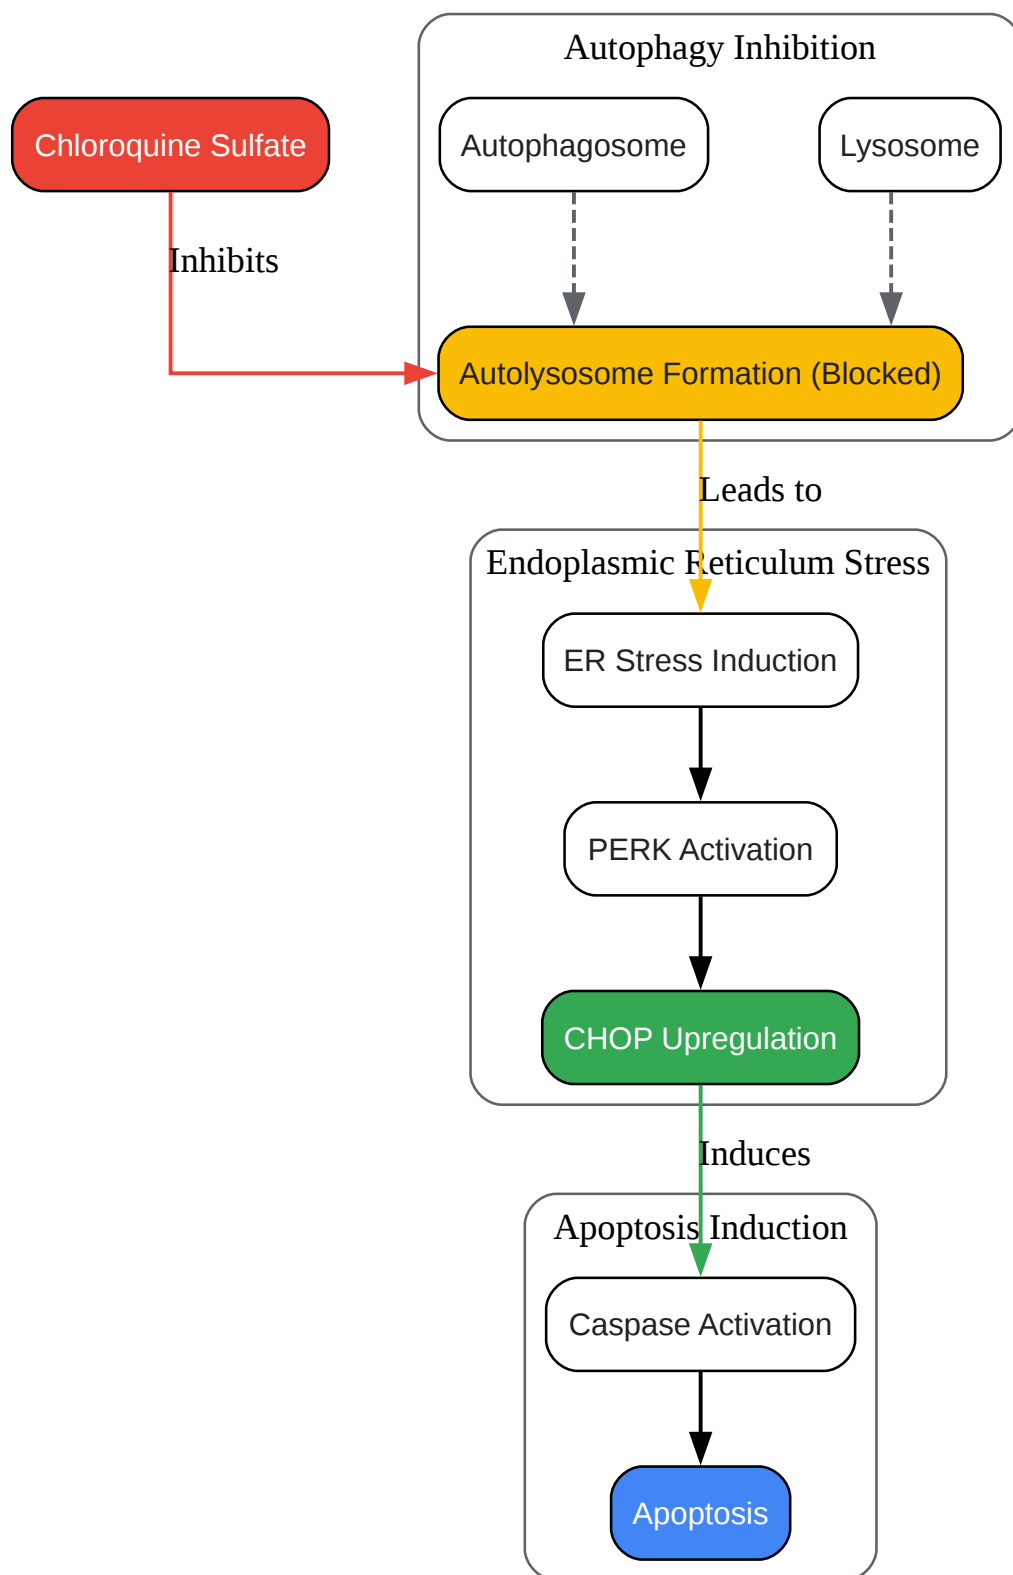 Autophagy Inhibition
Chloroquine Sulfate
Autophagosome
Lysosome
Inhibits
Autolysosome Formation (Blocked)
Leads to
Endoplasmic Reticulum Stress
ER Stress Induction
PERK Activation
CHOP Upregulation
Induces
Apoptosis Induction
Caspase Activation
Apoptosis